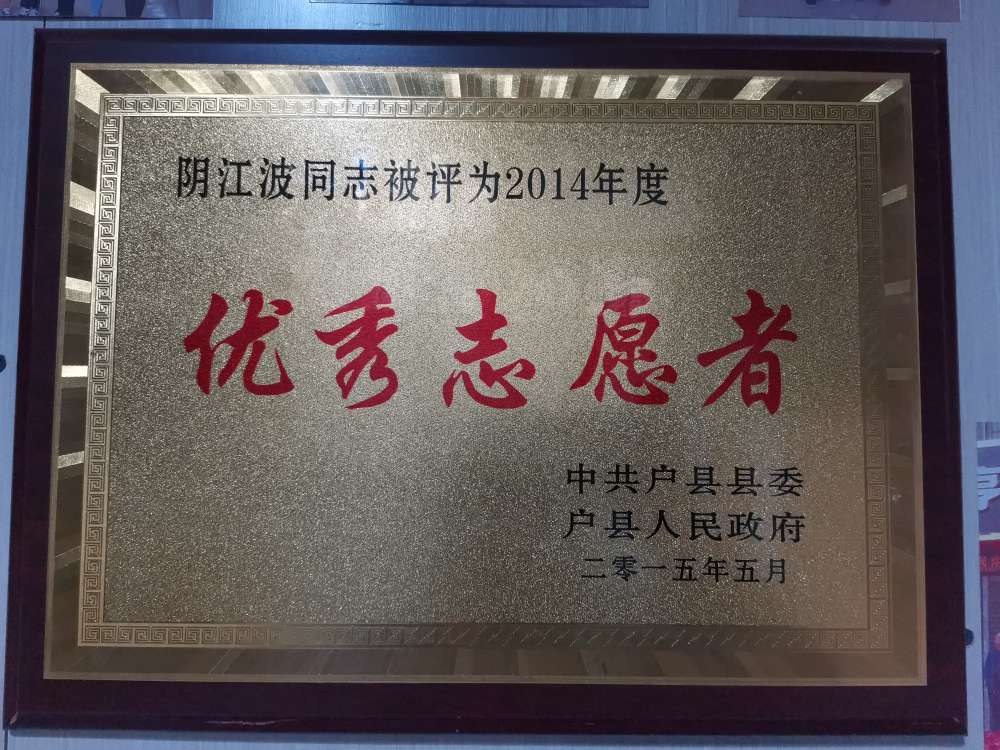 阴江波同志被评为2014年度
优秀志愿者
中共户县县委
户县人民政府
二零一五年五月